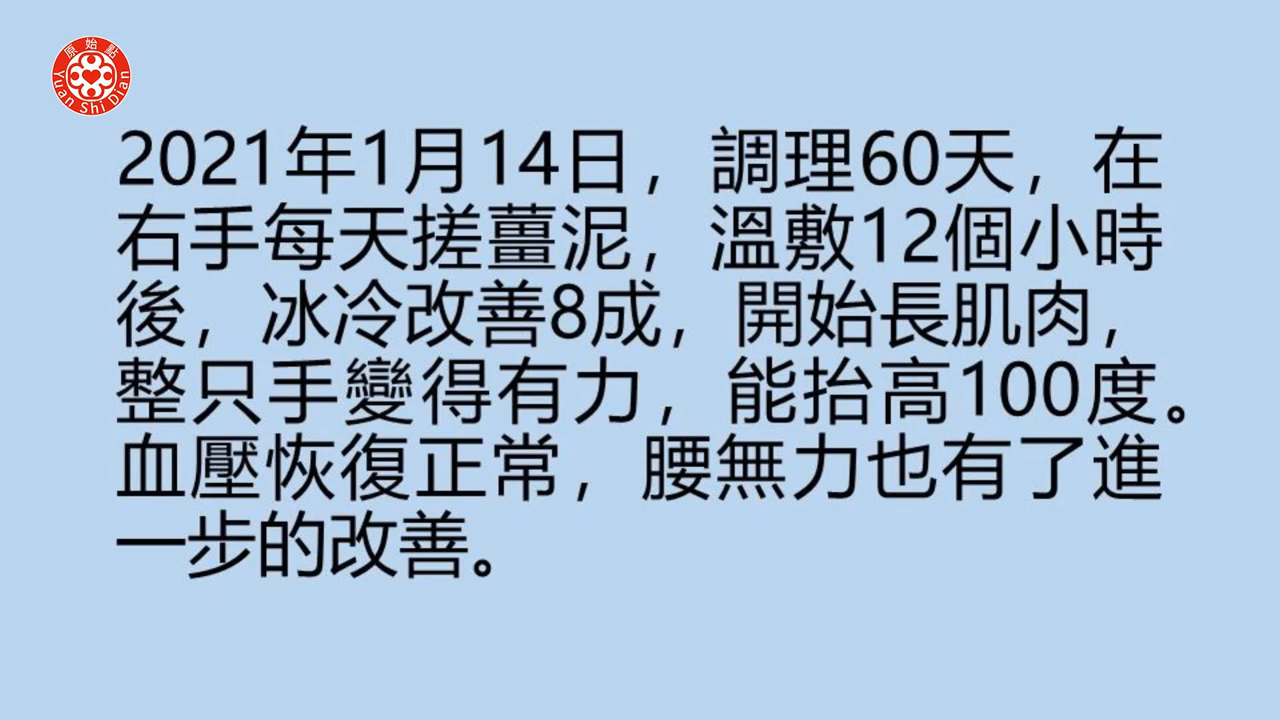 原始點
Yuan Shi Dian
2021年1月14日，調理60天，在
右手每天搓薑泥，溫敷12個小時
後，冰冷改善8成，開始長肌肉，
整只手變得有力，能抬高100度。
血壓恢復正常，腰無力也有了進
一步的改善。